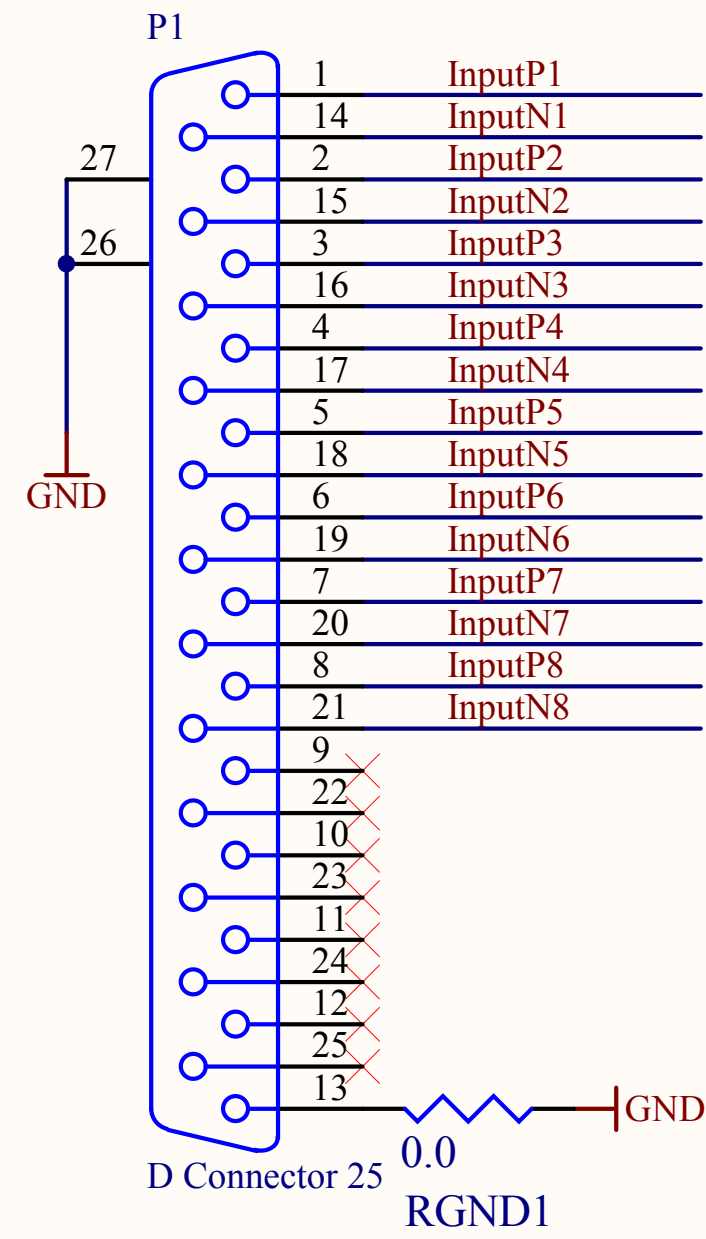 P1
1 InputP1
14 InputN1
27 2 InputP2
15 InputN2
26 3 InputP3
16 InputN3
4 InputP4
17 InputN4
5 InputP5
18 InputN5
GND 6 InputP6
19 InputN6
7 InputP7
20 InputN7
8 InputP8
21 InputN8
9
22
10
23
11
24
12
25
13
GND
0.0
D Connector 25
RGND1